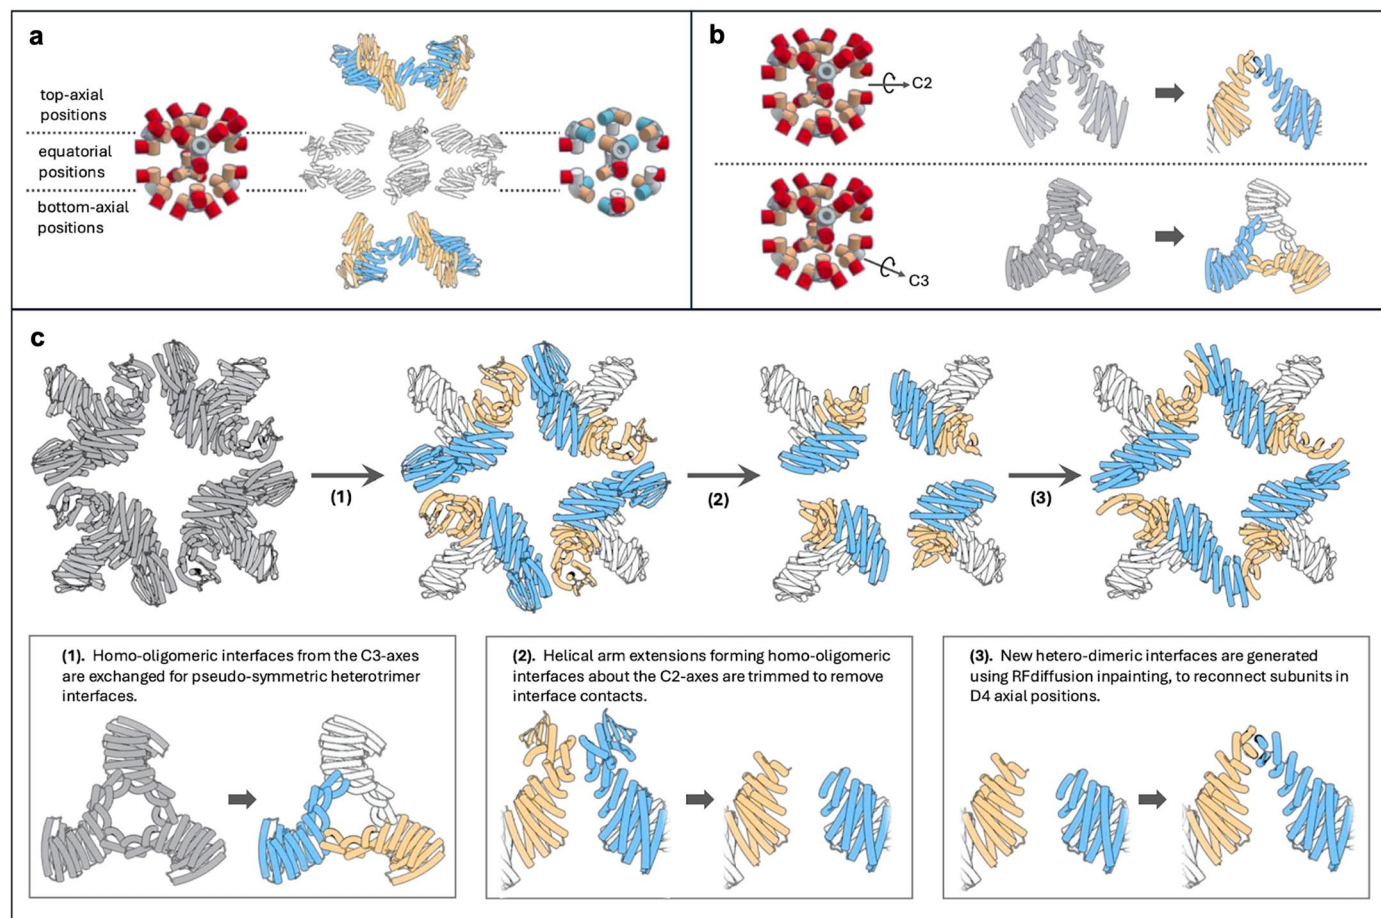 a
top-axial
positions
equatorial
positions
bottom-axial
positions
b
C2
C3
c
(1)
(2)
(3)
(1). Homo-oligomeric interfaces from the C3-axes
are exchanged for pseudo-symmetric heterotrimer
interfaces.
(2). Helical arm extensions forming homo-oligomeric
interfaces about the C2-axes are trimmed to remove
interface contacts.
(3). New hetero-dimeric interfaces are generated
using RFdiffusion inpainting, to reconnect subunits in
D4 axial positions.